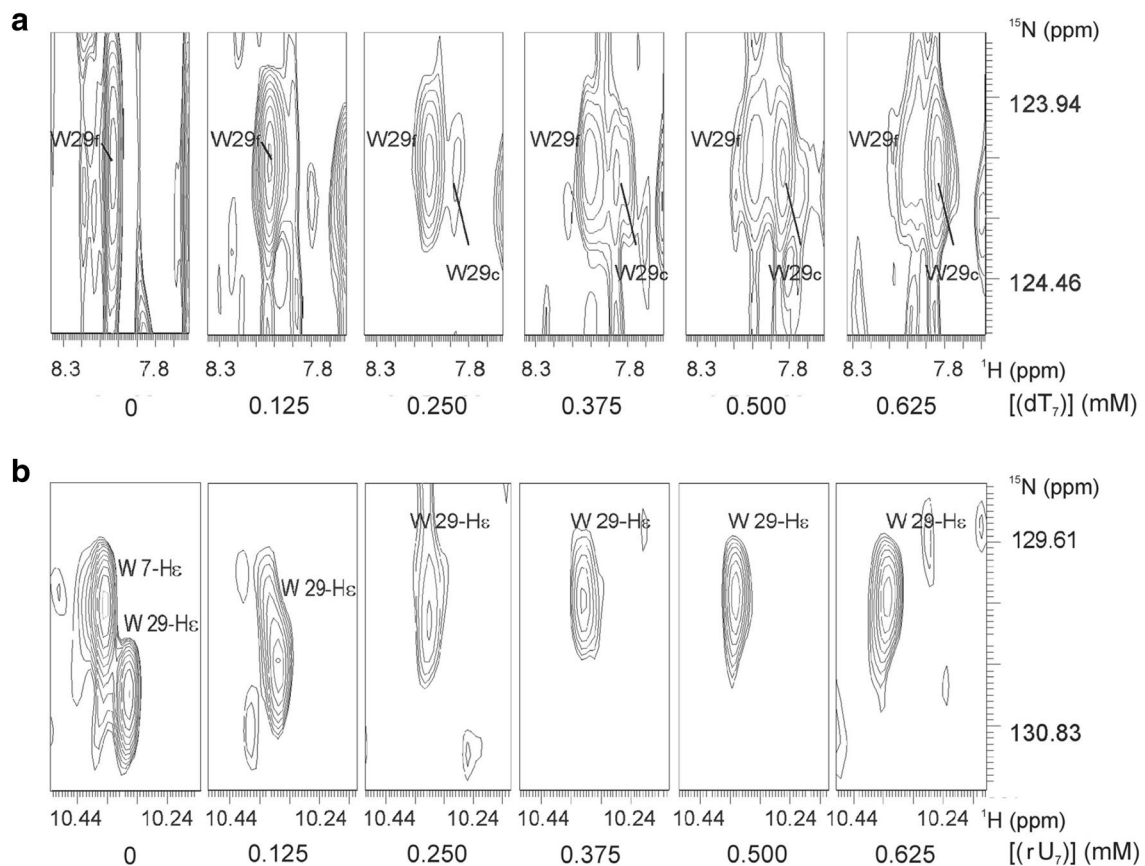 a
¹⁵N (ppm)
W29f W29f W29f W29f W29f W29f
123.94
W29c W29c W29c W29c
124.46
8.3 7.8 8.3 7.8 8.3 7.8 8.3 7.8 8.3 7.8 8.3 7.8 ¹H (ppm)
0 0.125 0.250 0.375 0.500 0.625 [(dT₇)] (mM)
b
¹⁵N (ppm)
W 29-Hε W 29-Hε W 29-Hε W 29-Hε
129.61
W 7-Hε
W 29-Hε
W 29-Hε
130.83
10.44 10.24 10.44 10.24 10.44 10.24 10.44 10.24 10.44 10.24 10.44 10.24 ¹H (ppm)
0 0.125 0.250 0.375 0.500 0.625 [(rU₇)] (mM)